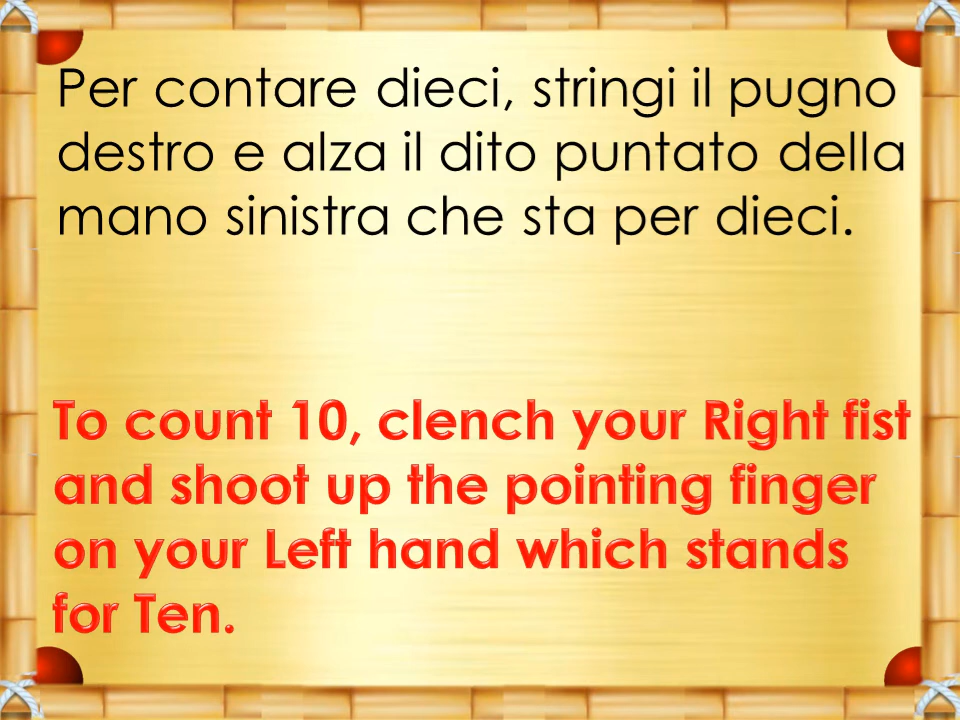 Per contare dieci, stringi il pugno
destro e alza il dito puntato della
mano sinistra che sta per dieci.
To count 10, clench your Right fist
and shoot up the pointing finger
on your Left hand which stands
for Ten.